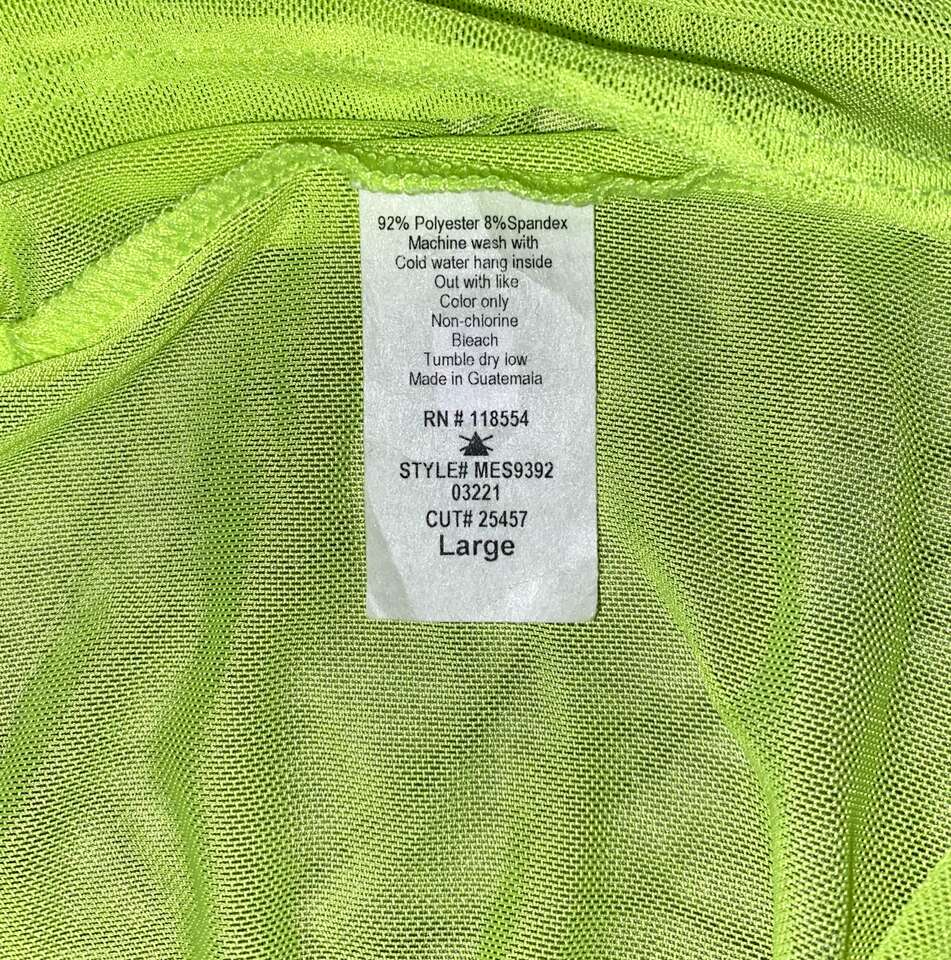 92% Polyester 8%Spandex
Machine wash with
Cold water hang inside
Out with like
Color only
Non-chlorine
Bleach
Tumble dry low
Made in Guatemala
RN # 118554
STYLE# MES9392
03221
CUT# 25457
Large